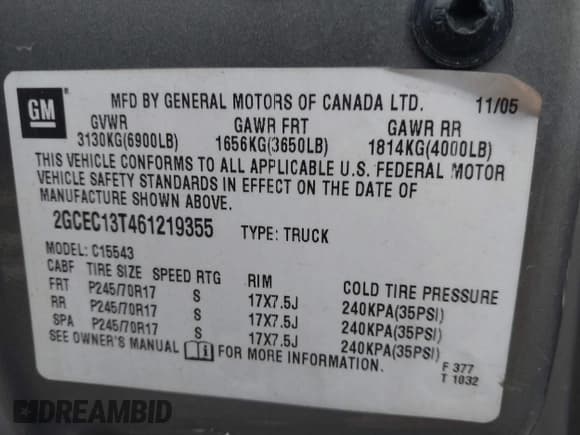 GM
MFD BY GENERAL MOTORS OF CANADA LTD. 11/05
GVWR GAWR FRT GAWR RR
3130KG(6900LB) 1656KG(3650LB) 1814KG(4000LB)
THIS VEHICLE CONFORMS TO ALL APPLICABLE U.S. FEDERAL MOTOR
VEHICLE SAFETY STANDARDS IN EFFECT ON THE DATE OF
MANUFACTURE SHOWN ABOVE.
2GCEC13T461219355 TYPE: TRUCK
MODEL: C15543
CABF TIRE SIZE SPEED RTG RIM COLD TIRE PRESSURE
FRT P245/70R17 S 17X7.5J 240KPA(35PSI)
RR P245/70R17 S 17X7.5J 240KPA(35PSI)
SPA P245/70R17 S 17X7.5J 240KPA(35PSI)
SEE OWNER'S MANUAL i FOR MORE INFORMATION.
F 377
T 1032
DREAMBID